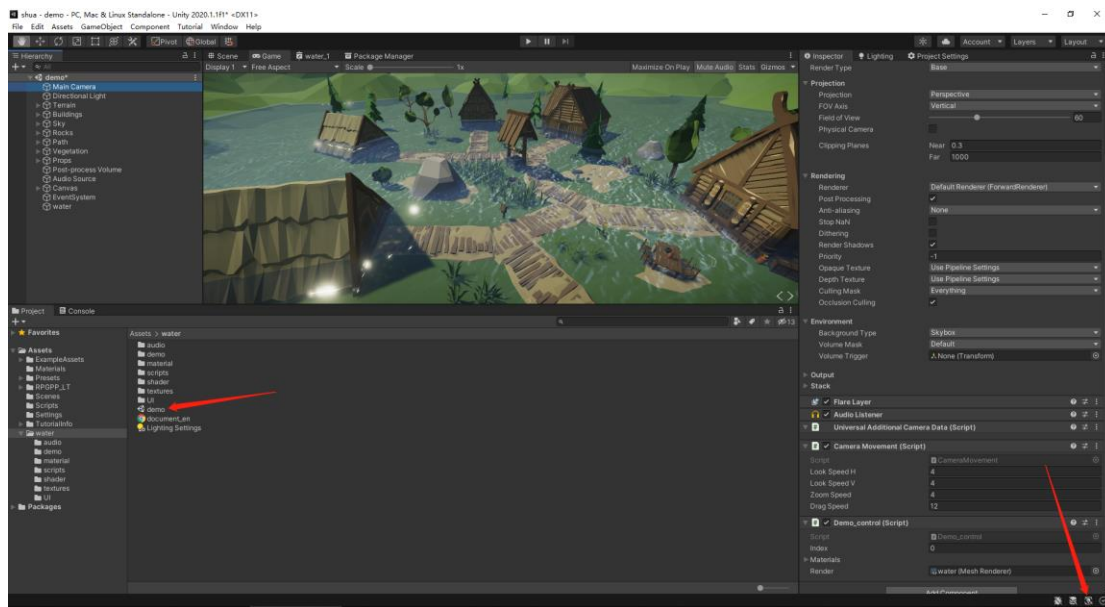 shua - demo - PC, Mac & Linux Standalone - Unity 2020.1.1f1* <DX11>
File Edit Assets GameObject Component Tutorial Window Help
Pivot Global Account Layers Layout
Hierarchy
All
demo*
Main Camera
Directional Light
Terrain
Buildings
Sky
Rocks
Path
Vegetation
Props
Post-process Volume
Audio Source
Canvas
EventSystem
water
Scene Game water_1 Package Manager
Display 1 Free Aspect Scale 1x Maximize On Play Mute Audio Stats Gizmos
Project Console
13
Favorites
Assets
ExampleAssets
Materials
Presets
RPGPP_LT
Scenes
Scripts
Settings
TutorialInfo
water
audio
demo
material
scripts
shader
textures
UI
Packages
Assets > water
audio
demo
material
scripts
shader
textures
UI
demo
document_en
Lighting Settings
Inspector Lighting Project Settings
Render Type Base
Projection
Projection Perspective
FOV Axis Vertical
Field of View 60
Physical Camera
Clipping Planes Near 0.3
Far 1000
Rendering
Renderer Default Renderer (ForwardRenderer)
Post Processing
Anti-aliasing None
Stop NaN
Dithering
Render Shadows
Priority -1
Opaque Texture Use Pipeline Settings
Depth Texture Use Pipeline Settings
Culling Mask Everything
Occlusion Culling
Environment
Background Type Skybox
Volume Mask Default
Volume Trigger None (Transform)
Output
Stack
Flare Layer
Audio Listener
Universal Additional Camera Data (Script)
Camera Movement (Script)
Script CameraMovement
Look Speed H 4
Look Speed V 4
Zoom Speed 4
Drag Speed 12
Demo_control (Script)
Script Demo_control
Index 0
Materials
Render water (Mesh Renderer)
Add Component